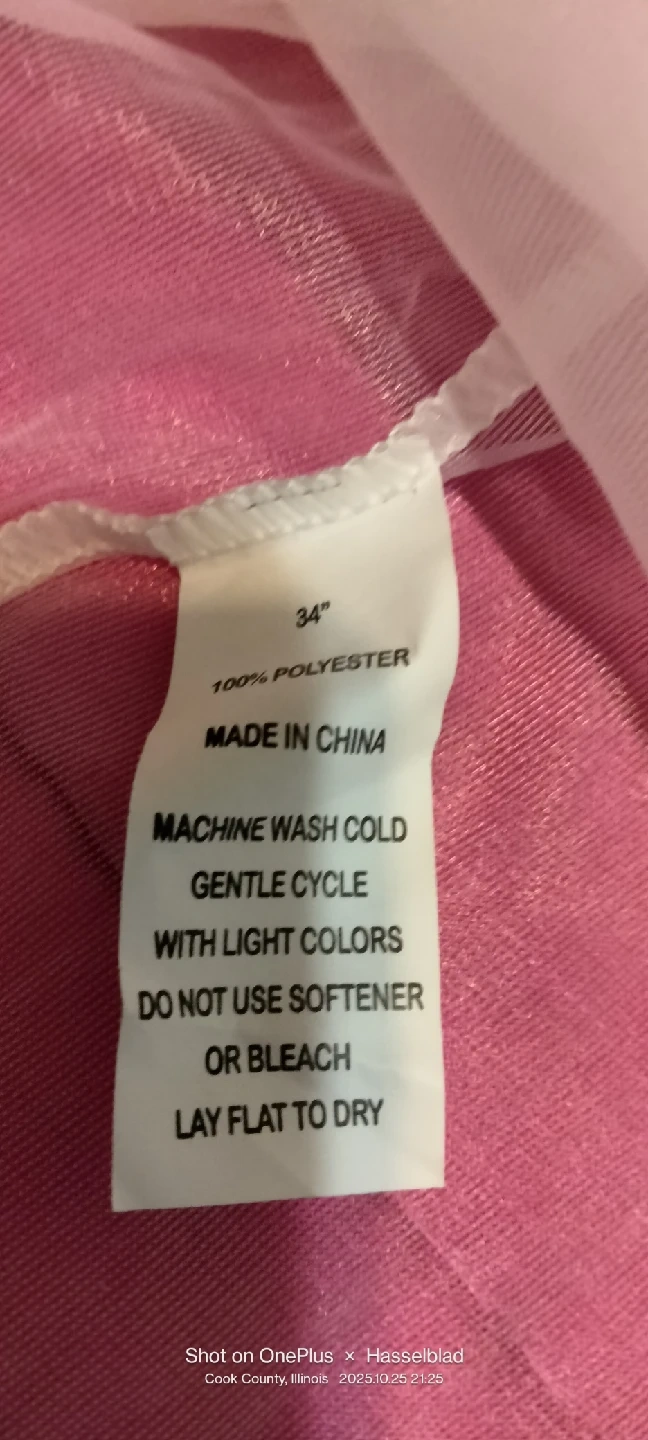 34"
100% POLYESTER
MADE IN CHINA
MACHINE WASH COLD
GENTLE CYCLE
WITH LIGHT COLORS
DO NOT USE SOFTENER
OR BLEACH
LAY FLAT TO DRY
Shot on OnePlus × Hasselblad
Cook County, Illinois 2025.10.25 21:25